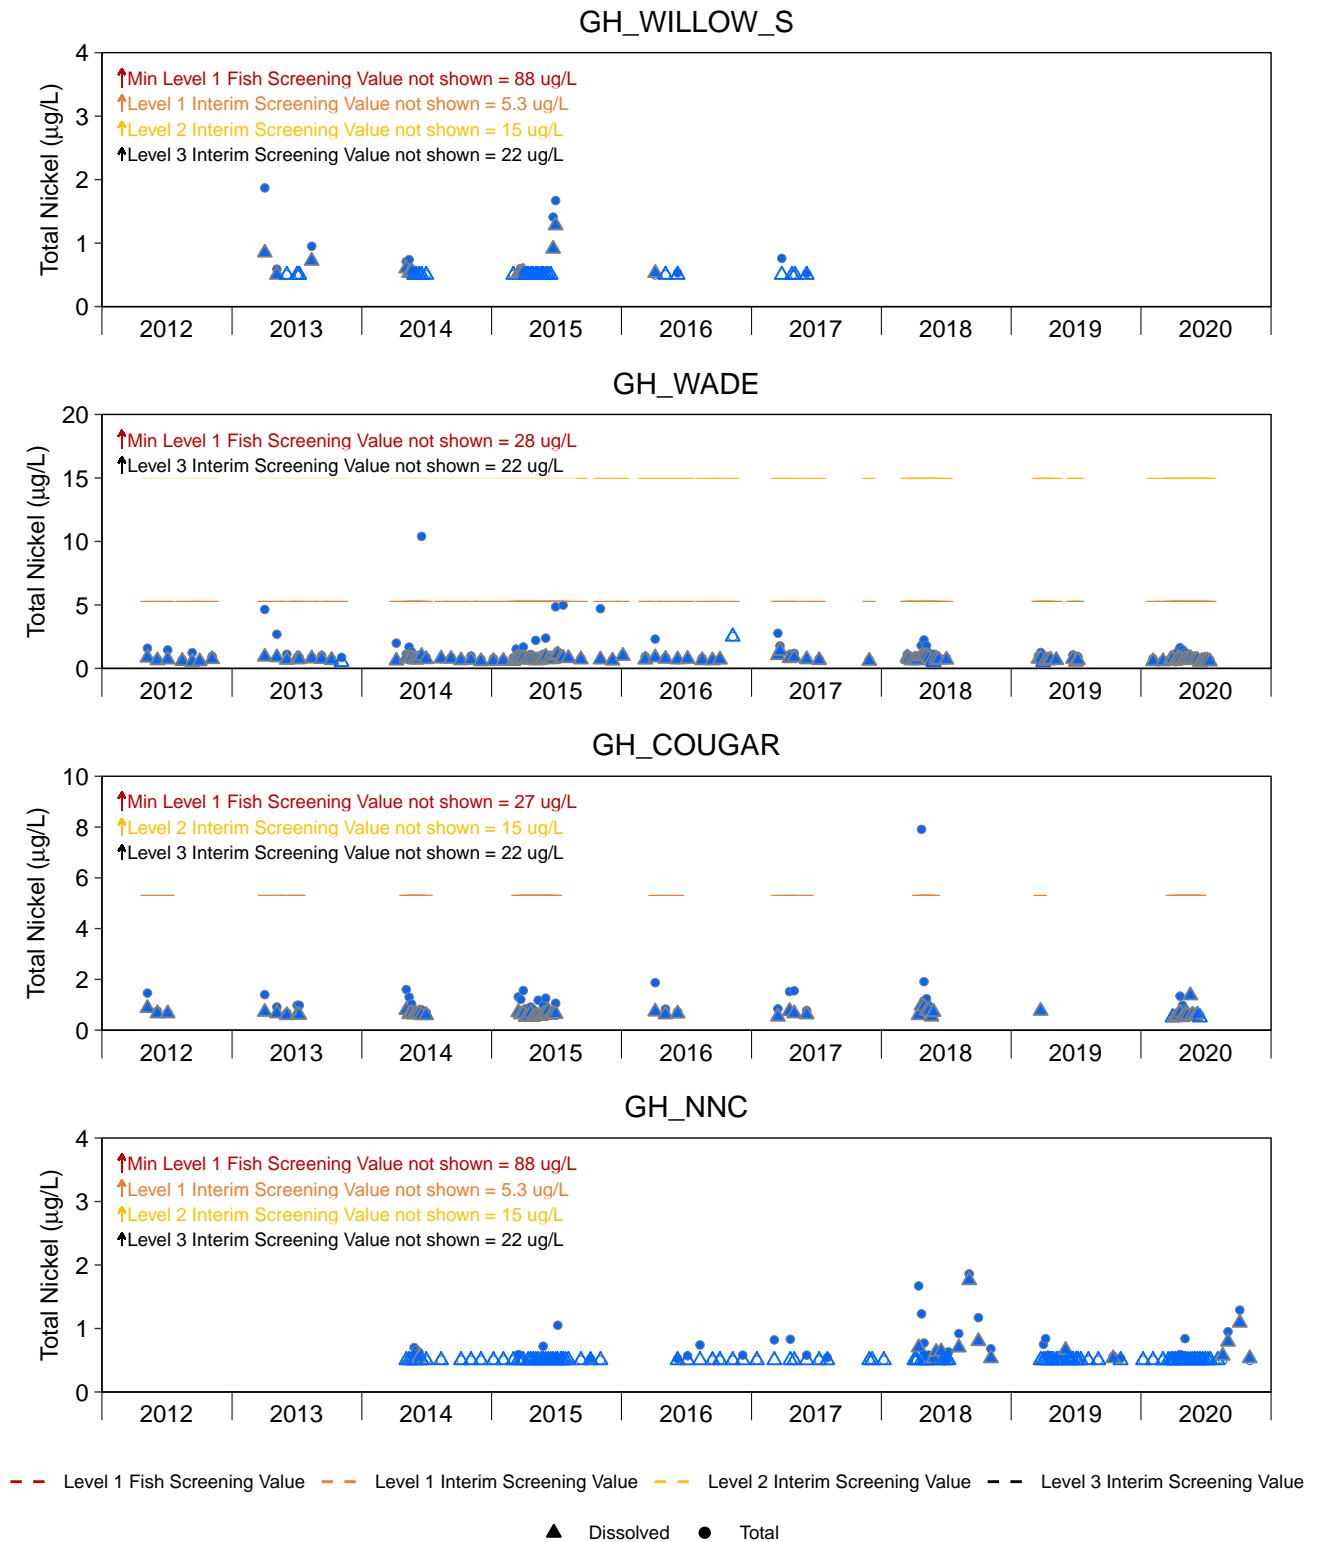 GH_WILLOW_S
Total Nickel (µg/L)
4
3
2
1
0
↑Min Level 1 Fish Screening Value not shown = 88 ug/L
↑Level 1 Interim Screening Value not shown = 5.3 ug/L
↑Level 2 Interim Screening Value not shown = 15 ug/L
↑Level 3 Interim Screening Value not shown = 22 ug/L
2012 2013 2014 2015 2016 2017 2018 2019 2020
GH_WADE
Total Nickel (µg/L)
20
15
10
5
0
↑Min Level 1 Fish Screening Value not shown = 28 ug/L
↑Level 3 Interim Screening Value not shown = 22 ug/L
2012 2013 2014 2015 2016 2017 2018 2019 2020
GH_COUGAR
Total Nickel (µg/L)
10
8
6
4
2
0
↑Min Level 1 Fish Screening Value not shown = 27 ug/L
↑Level 2 Interim Screening Value not shown = 15 ug/L
↑Level 3 Interim Screening Value not shown = 22 ug/L
2012 2013 2014 2015 2016 2017 2018 2019 2020
GH_NNC
Total Nickel (µg/L)
4
3
2
1
0
↑Min Level 1 Fish Screening Value not shown = 88 ug/L
↑Level 1 Interim Screening Value not shown = 5.3 ug/L
↑Level 2 Interim Screening Value not shown = 15 ug/L
↑Level 3 Interim Screening Value not shown = 22 ug/L
2012 2013 2014 2015 2016 2017 2018 2019 2020
Level 1 Fish Screening Value Level 1 Interim Screening Value Level 2 Interim Screening Value Level 3 Interim Screening Value
Dissolved Total